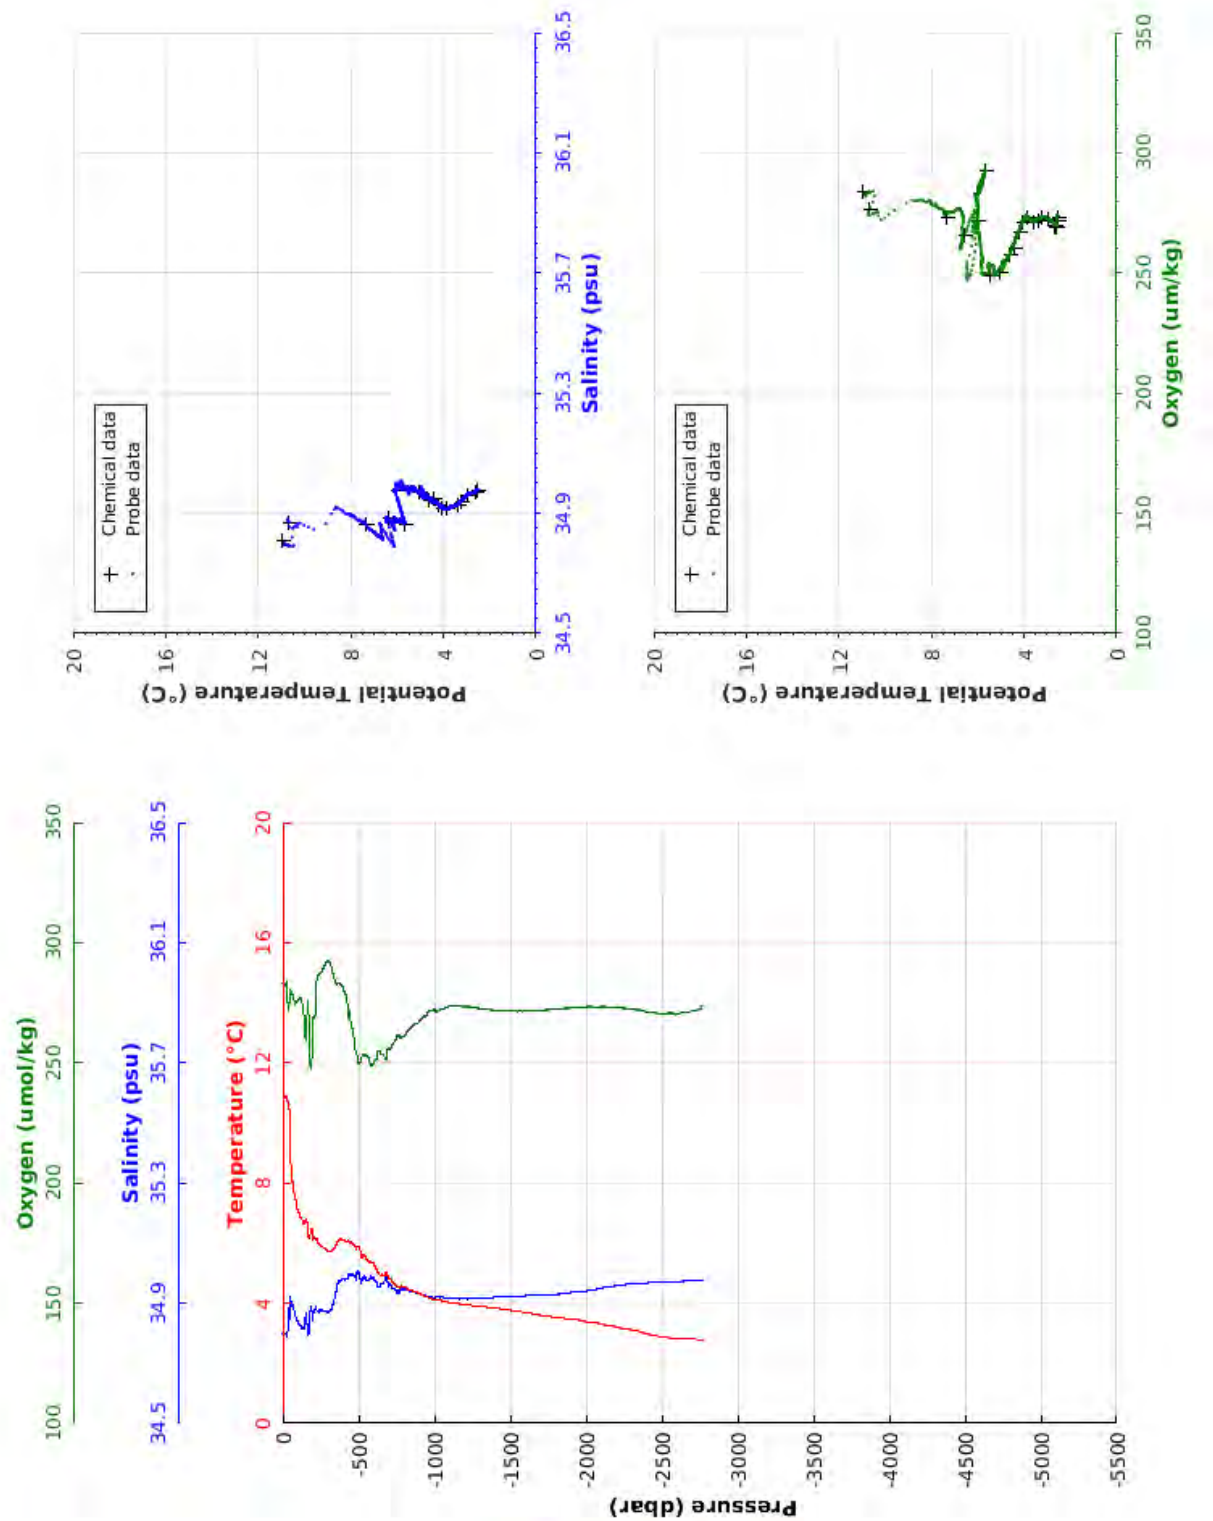 Oxygen (umol/kg)
100 150 200 250 300 350
Salinity (psu)
34.5 34.9 35.3 35.7 36.1 36.5
Temperature (°C)
0 4 8 12 16 20
Pressure (dbar)
0
-500
-1000
-1500
-2000
-2500
-3000
-3500
-4000
-4500
-5000
-5500
Potential Temperature (°C)
20
16
12
8
4
0
Chemical data
Probe data
34.5 34.9 35.3 35.7 36.1 36.5
Salinity (psu)
Potential Temperature (°C)
20
16
12
8
4
0
Chemical data
Probe data
100 150 200 250 300 350
Oxygen (um/kg)